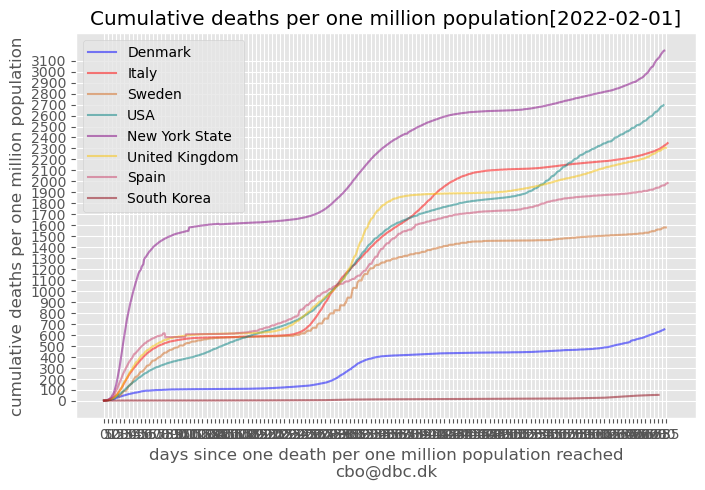 Cumulative deaths per one million population[2022-02-01]
cumulative deaths per one million population
3100
3000
2900
2800
2700
2600
2500
2400
2300
2200
2100
2000
1900
1800
1700
1600
1500
1400
1300
1200
1100
1000
900
800
700
600
500
400
300
200
100
0
Denmark
Italy
Sweden
USA
New York State
United Kingdom
Spain
South Korea
days since one death per one million population reached
cbo@dbc.dk